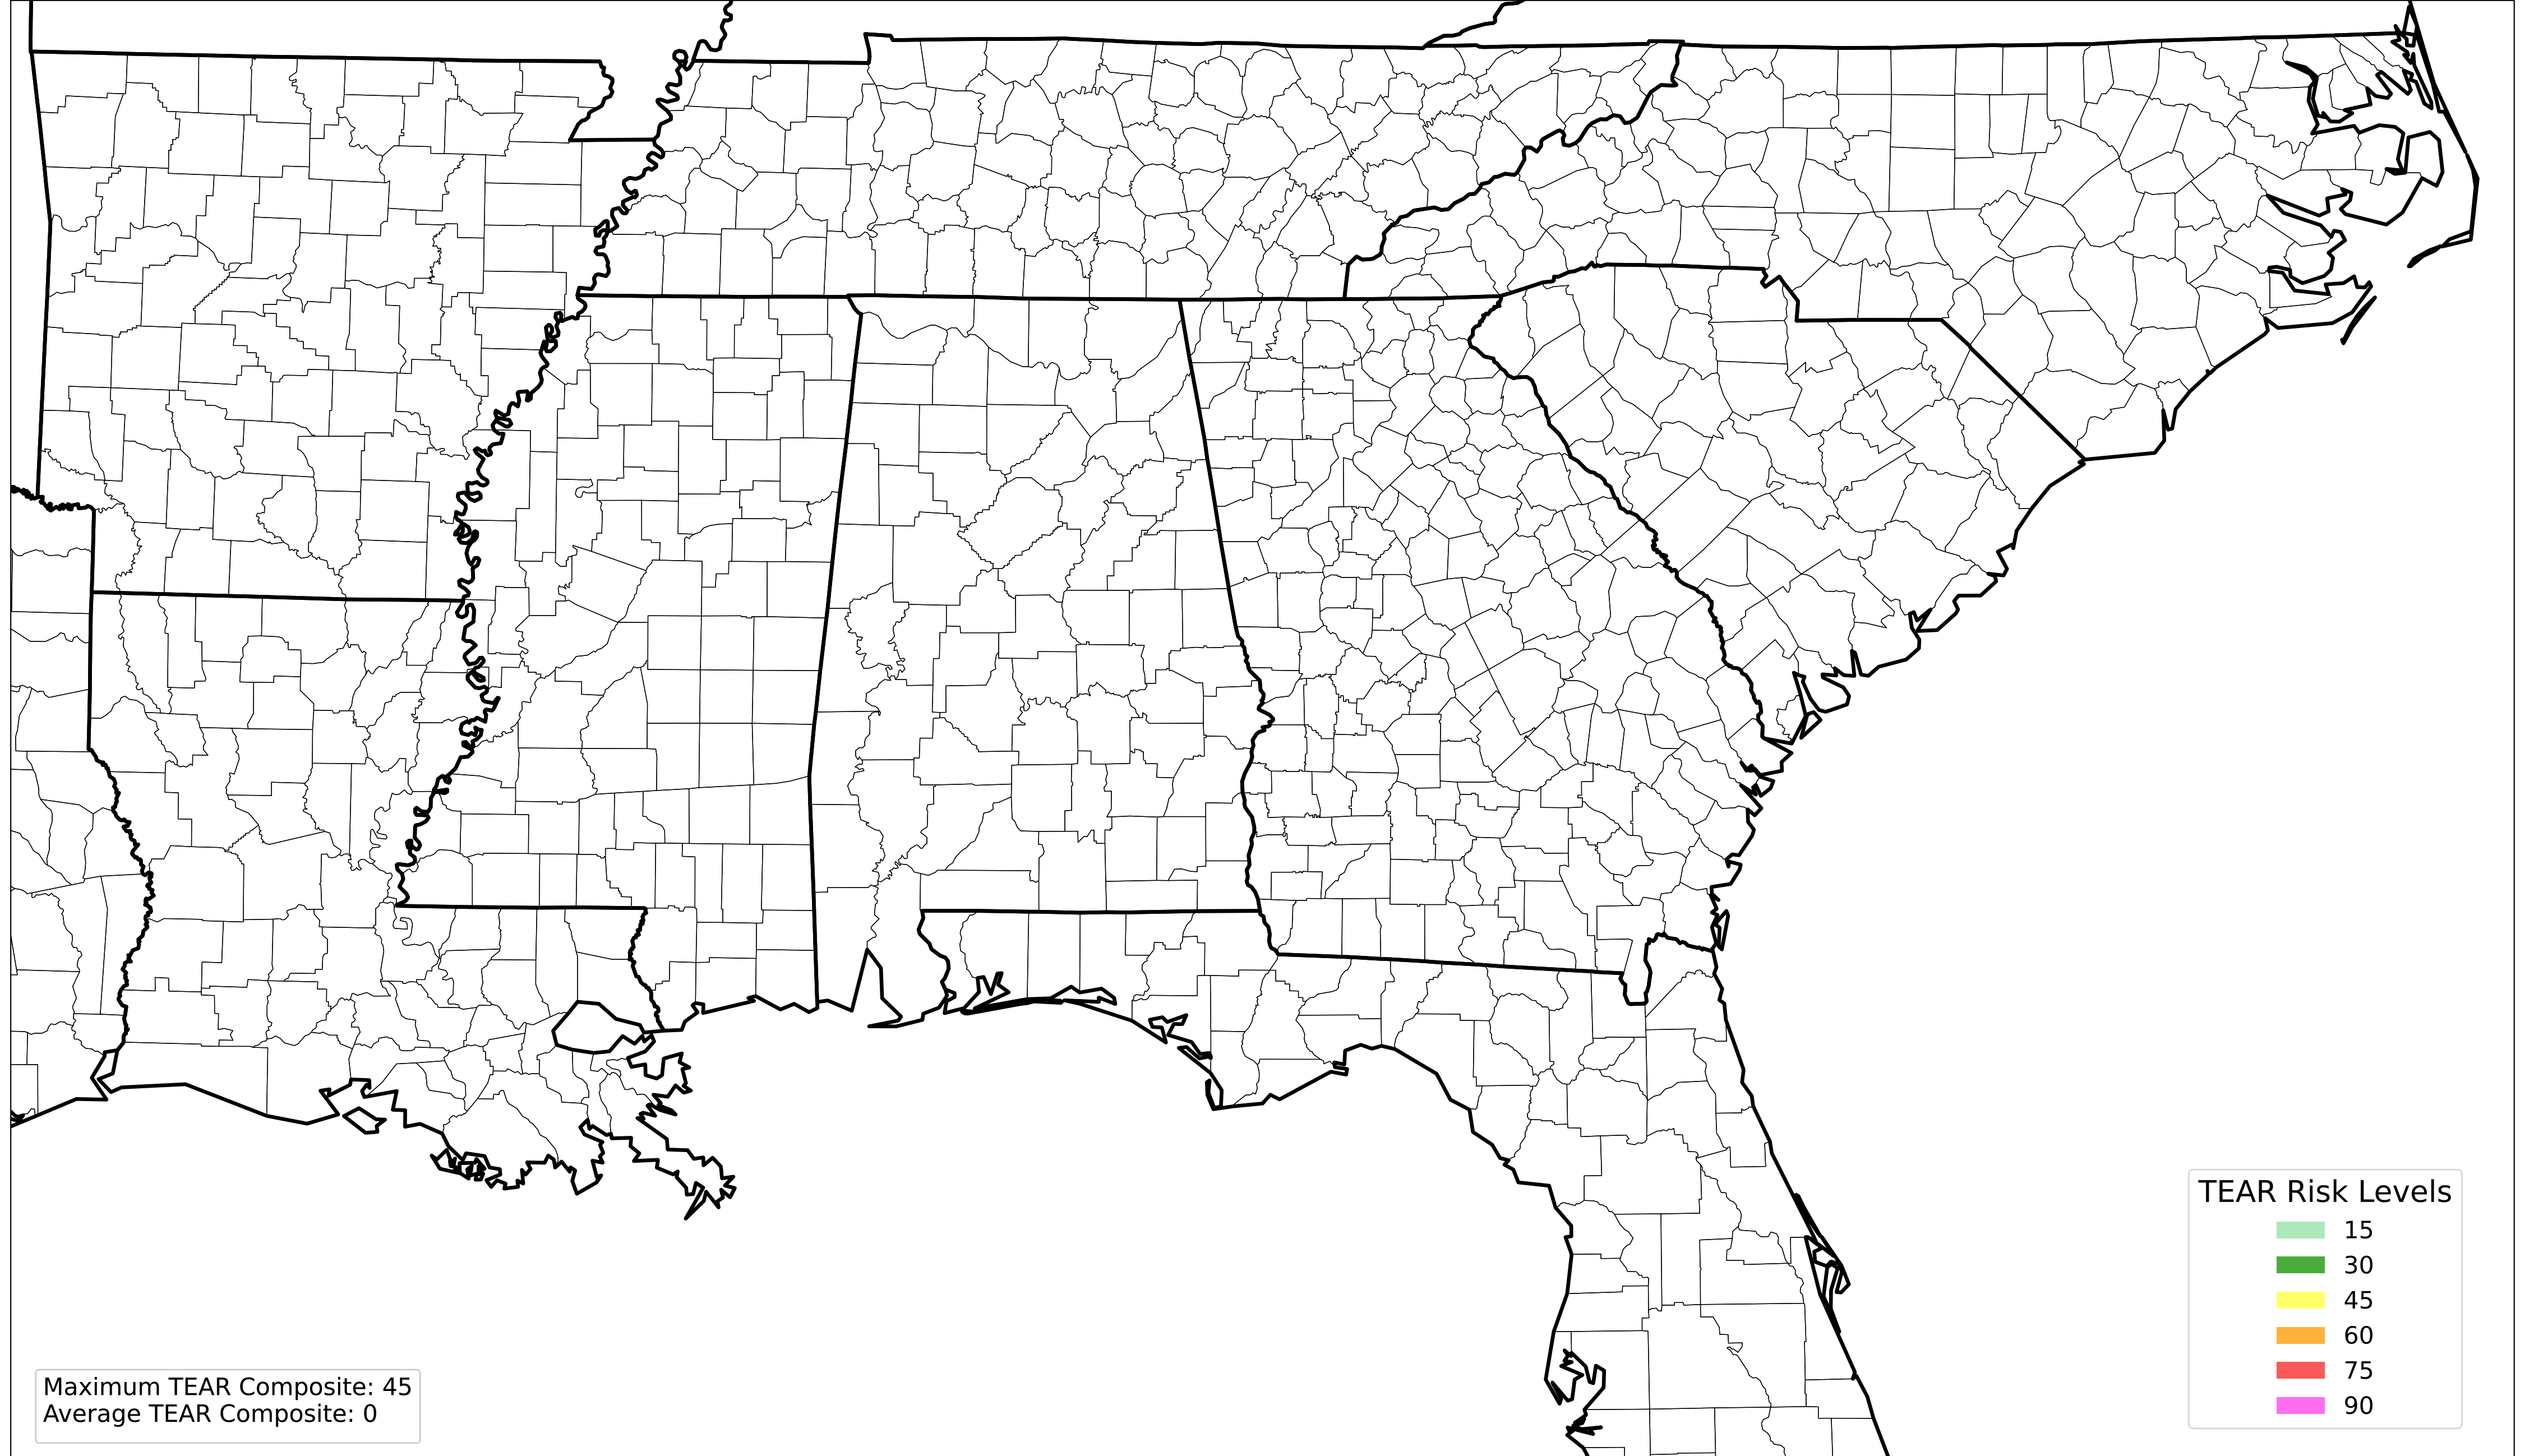 TEAR Risk Levels
15
30
45
60
75
90
Maximum TEAR Composite: 45
Average TEAR Composite: 0